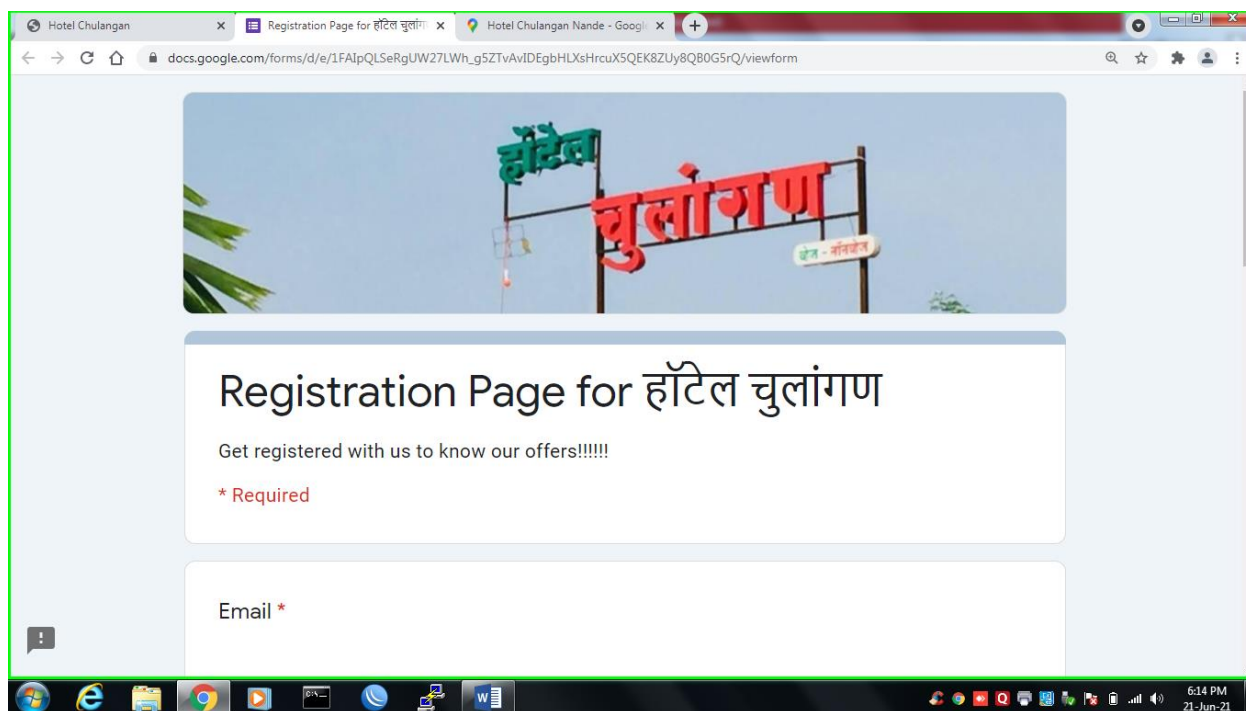 Hotel Chulangan
Registration Page for हॉटेल चुलांग
Hotel Chulangan Nande - Googl
docs.google.com/forms/d/e/1FAIpQLSeRgUW27LWh_g5ZTvAvIDEgbHLXsHrcuX5QEK8ZUy8QB0G5rQ/viewform
हॉटेल
चुलांगण
व्हेज - नॉनव्हेज
Registration Page for हॉटेल चुलांगण
Get registered with us to know our offers!!!!!!
* Required
Email *
6:14 PM
21-Jun-21